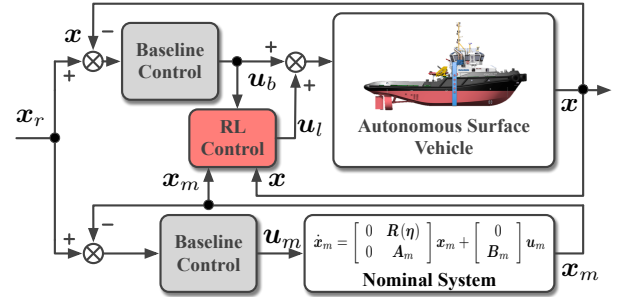 x
−
+
Baseline
Control
u_b
+
+
x_r
RL
Control
u_l
Autonomous Surface
Vehicle
x
x_m
x
−
+
Baseline
Control
u_m
ẋ_m = [0 R(η) 0 A_m] x_m + [0 B_m] u_m
Nominal System
x_m